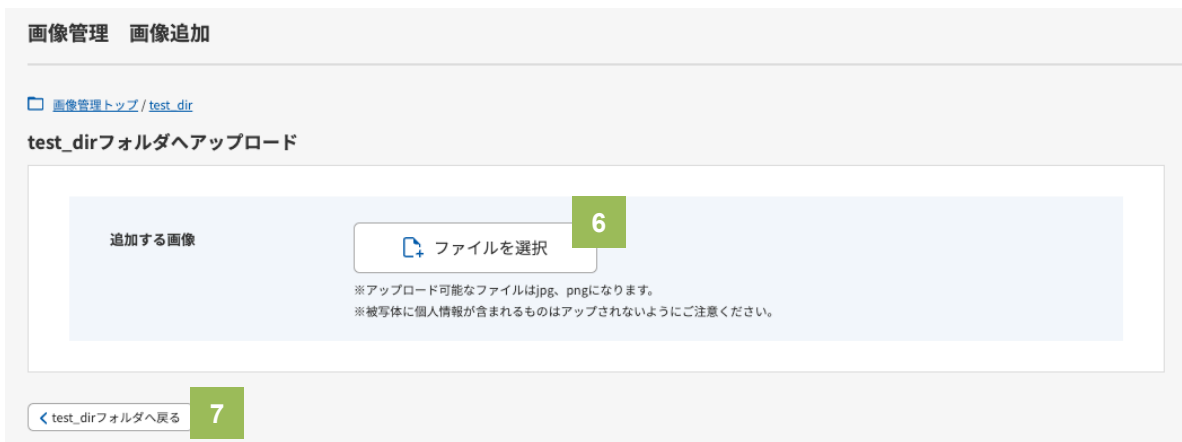 画像管理　画像追加
画像管理トップ / test_dir
test_dirフォルダへアップロード
追加する画像
ファイルを選択
6
※アップロード可能なファイルはjpg、pngになります。
※被写体に個人情報が含まれるものはアップされないようにご注意ください。
test_dirフォルダへ戻る
7